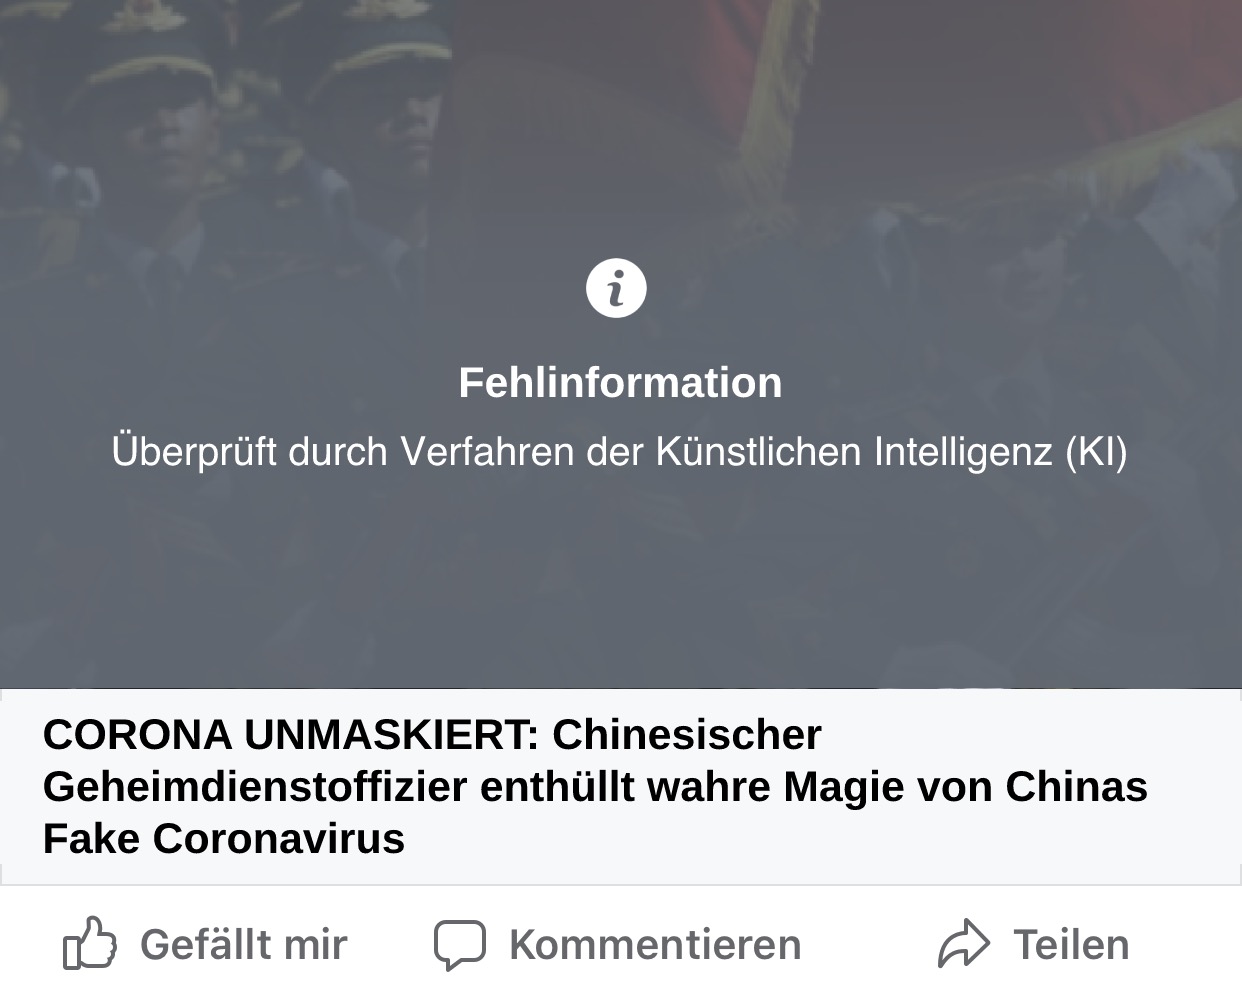 Fehlinformation
Überprüft durch Verfahren der Künstlichen Intelligenz (KI)
CORONA UNMASKIERT: Chinesischer
Geheimdienstoffizier enthüllt wahre Magie von Chinas
Fake Coronavirus
Gefällt mir Kommentieren Teilen